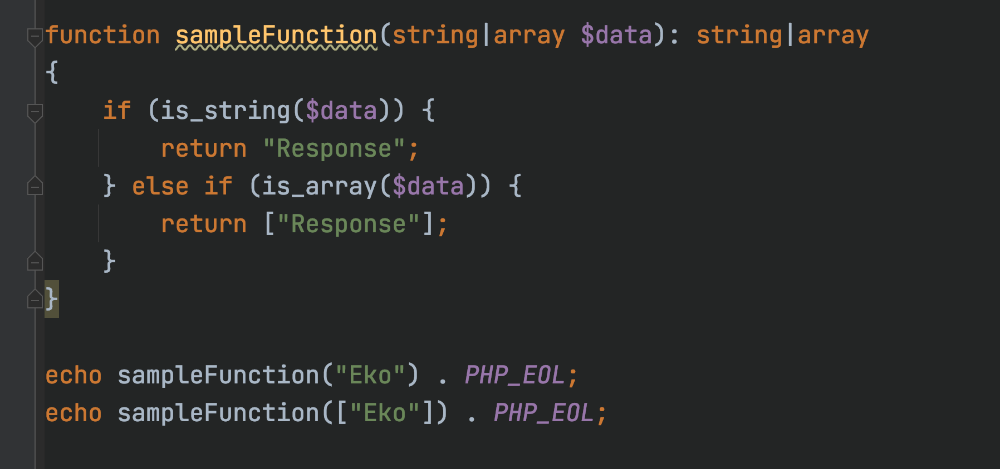 function sampleFunction(string|array $data): string|array
{
    if (is_string($data)) {
        return "Response";
    } else if (is_array($data)) {
        return ["Response"];
    }
}
echo sampleFunction("Eko") . PHP_EOL;
echo sampleFunction(["Eko"]) . PHP_EOL;